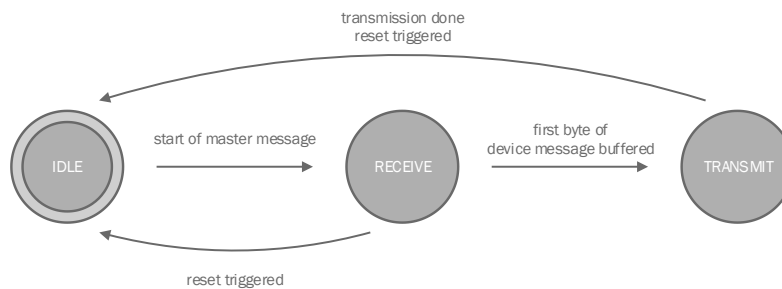 transmission done
reset triggered
start of master message
first byte of
device message buffered
IDLE
RECEIVE
TRANSMIT
reset triggered